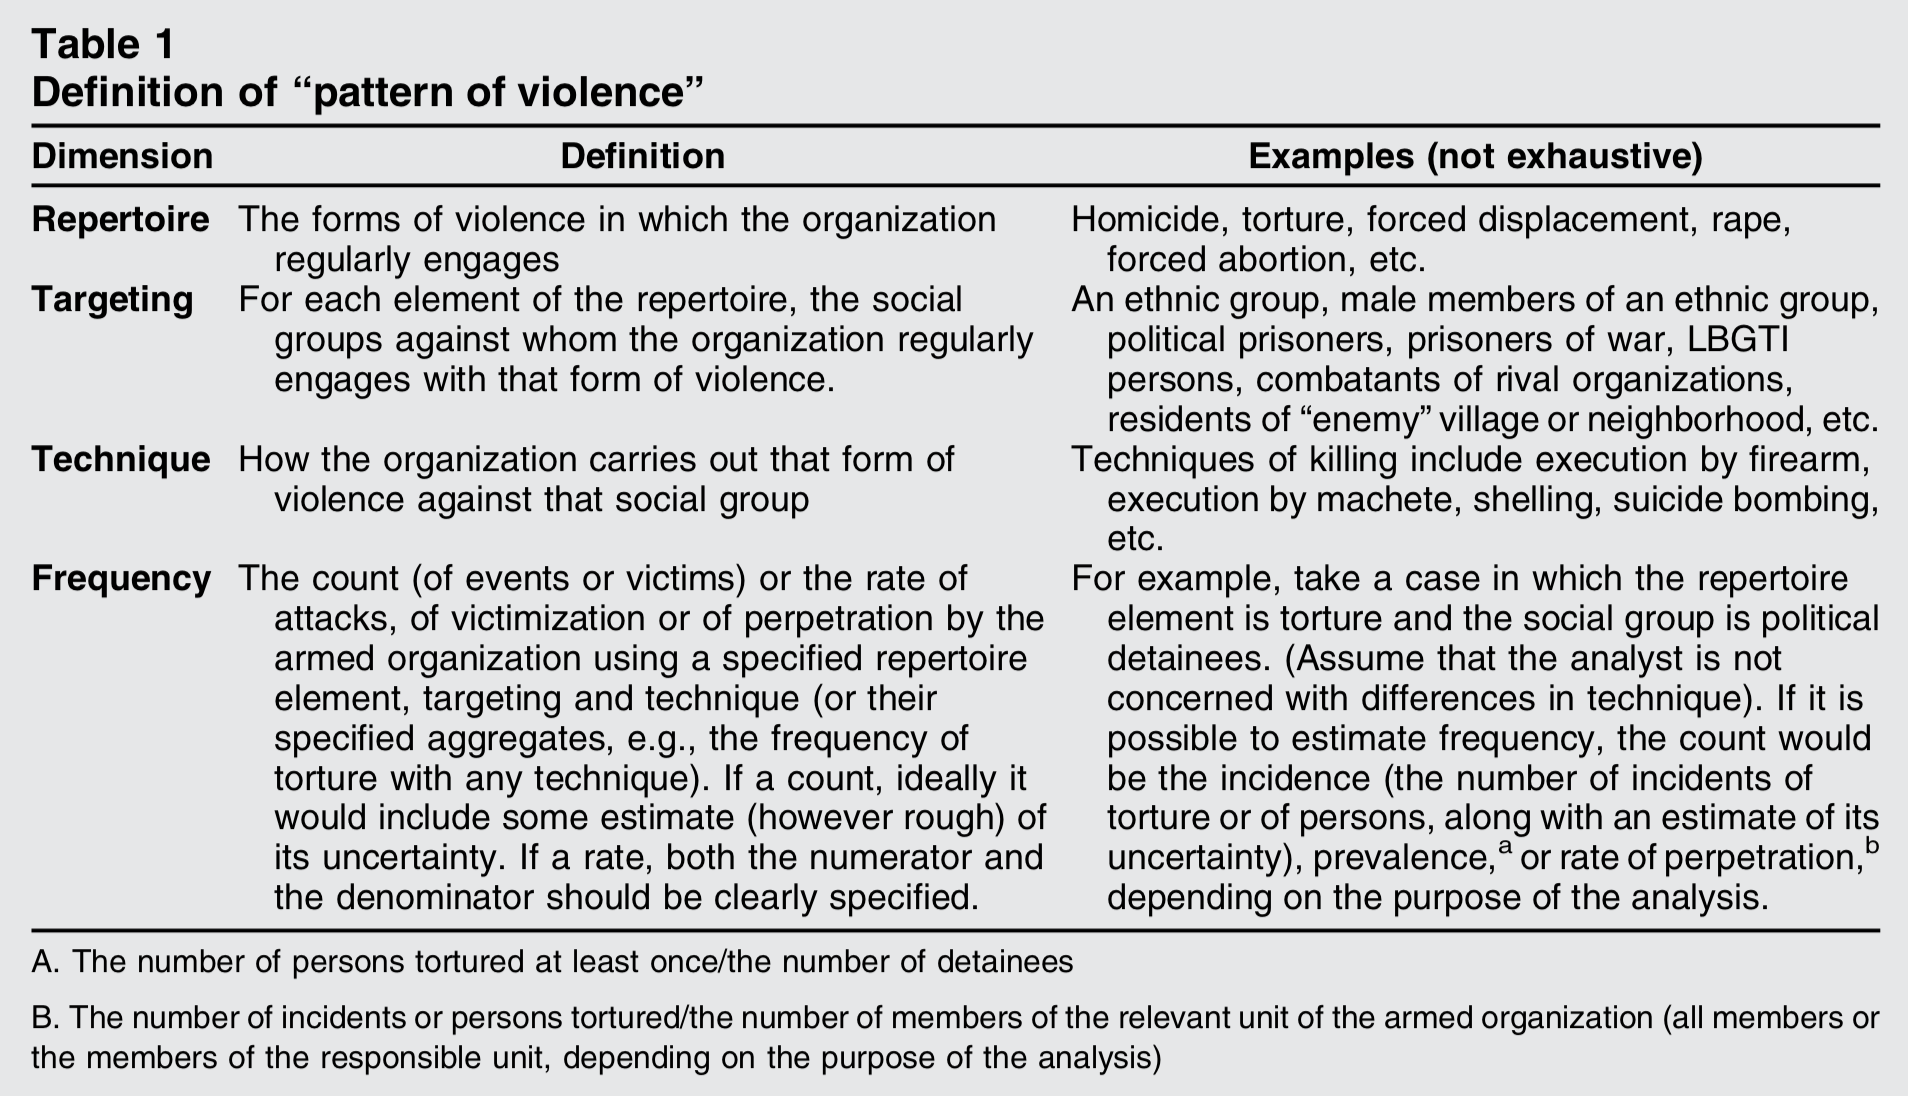 Table 1
Definition of “pattern of violence”
Dimension Definition Examples (not exhaustive)
Repertoire The forms of violence in which the organization
regularly engages
Homicide, torture, forced displacement, rape,
forced abortion, etc.
Targeting For each element of the repertoire, the social
groups against whom the organization regularly
engages with that form of violence.
An ethnic group, male members of an ethnic group,
political prisoners, prisoners of war, LBGTI
persons, combatants of rival organizations,
residents of “enemy” village or neighborhood, etc.
Technique How the organization carries out that form of
violence against that social group
Techniques of killing include execution by firearm,
execution by machete, shelling, suicide bombing,
etc.
Frequency The count (of events or victims) or the rate of
attacks, of victimization or of perpetration by the
armed organization using a specified repertoire
element, targeting and technique (or their
specified aggregates, e.g., the frequency of
torture with any technique). If a count, ideally it
would include some estimate (however rough) of
its uncertainty. If a rate, both the numerator and
the denominator should be clearly specified.
For example, take a case in which the repertoire
element is torture and the social group is political
detainees. (Assume that the analyst is not
concerned with differences in technique). If it is
possible to estimate frequency, the count would
be the incidence (the number of incidents of
torture or of persons, along with an estimate of its
uncertainty), prevalence,a or rate of perpetration,b
depending on the purpose of the analysis.
A. The number of persons tortured at least once/the number of detainees
B. The number of incidents or persons tortured/the number of members of the relevant unit of the armed organization (all members or
the members of the responsible unit, depending on the purpose of the analysis)